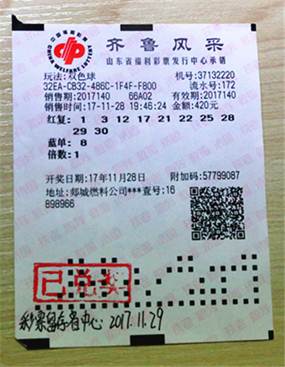 中国福利彩票
CHINA WELFARE LOTTERY
齐鲁风采
山东省福利彩票发行中心承销
玩法:双色球 机号:37132220
32EA-CB32-486C-1F4F-F800 流水号:172
销售期:2017140 66A02 有效期:2017140
销售时间:17-11-28 19:46:24 金额:420元
红复: 1 3 12 17 21 22 25 28
29 30
蓝单: 8
倍数:1
开奖日期:17年11月28日 附加码:57799087
地址:郯城燃料公司***查号:16
898966
已兑奖
彩票留存省中心 2017.11.29